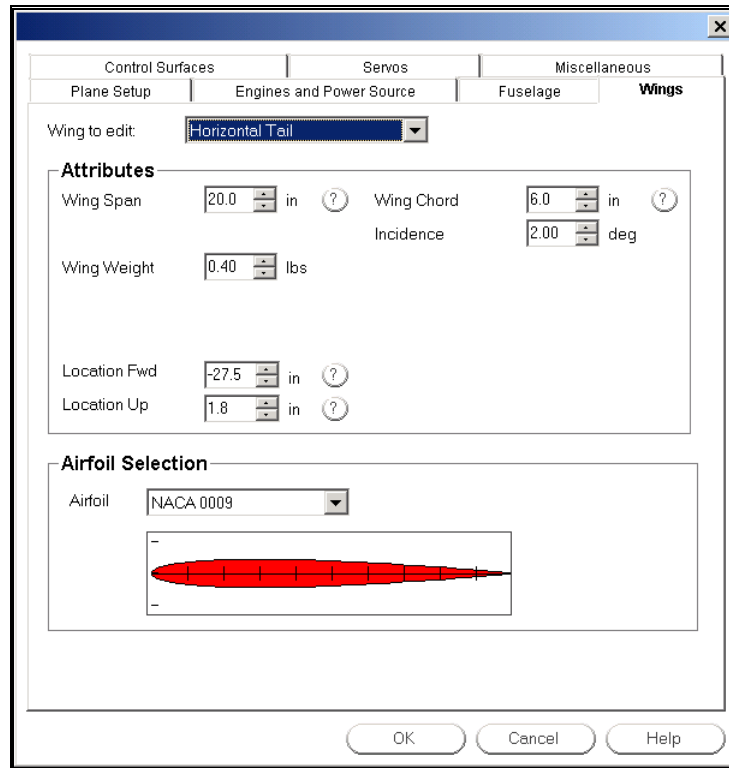 Control Surfaces Servos Miscellaneous
Plane Setup Engines and Power Source Fuselage Wings
Wing to edit: Horizontal Tail
Attributes
Wing Span 20.0 in ? Wing Chord 6.0 in ?
Incidence 2.00 deg
Wing Weight 0.40 lbs
Location Fwd -27.5 in ?
Location Up 1.8 in ?
Airfoil Selection
Airfoil NACA 0009
OK Cancel Help